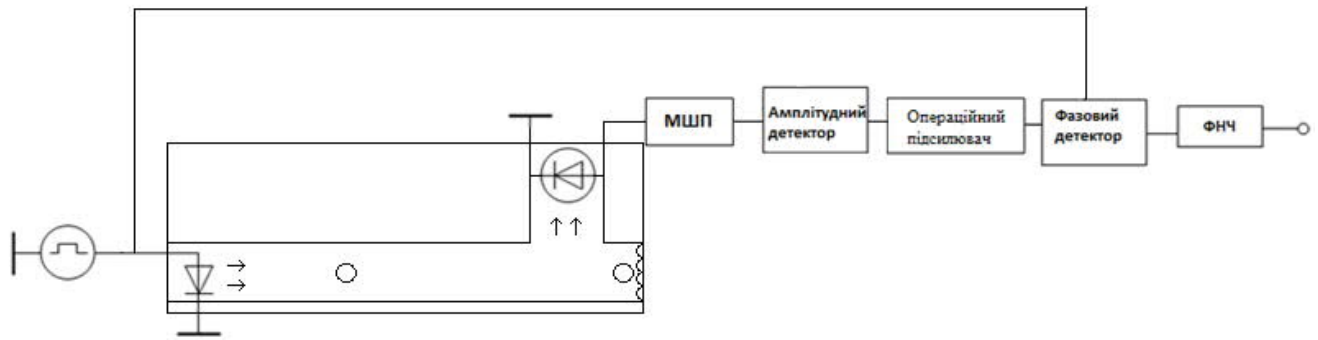 МШП
Амплітудний
детектор
Операційний
підсилювач
Фазовий
детектор
ФНЧ